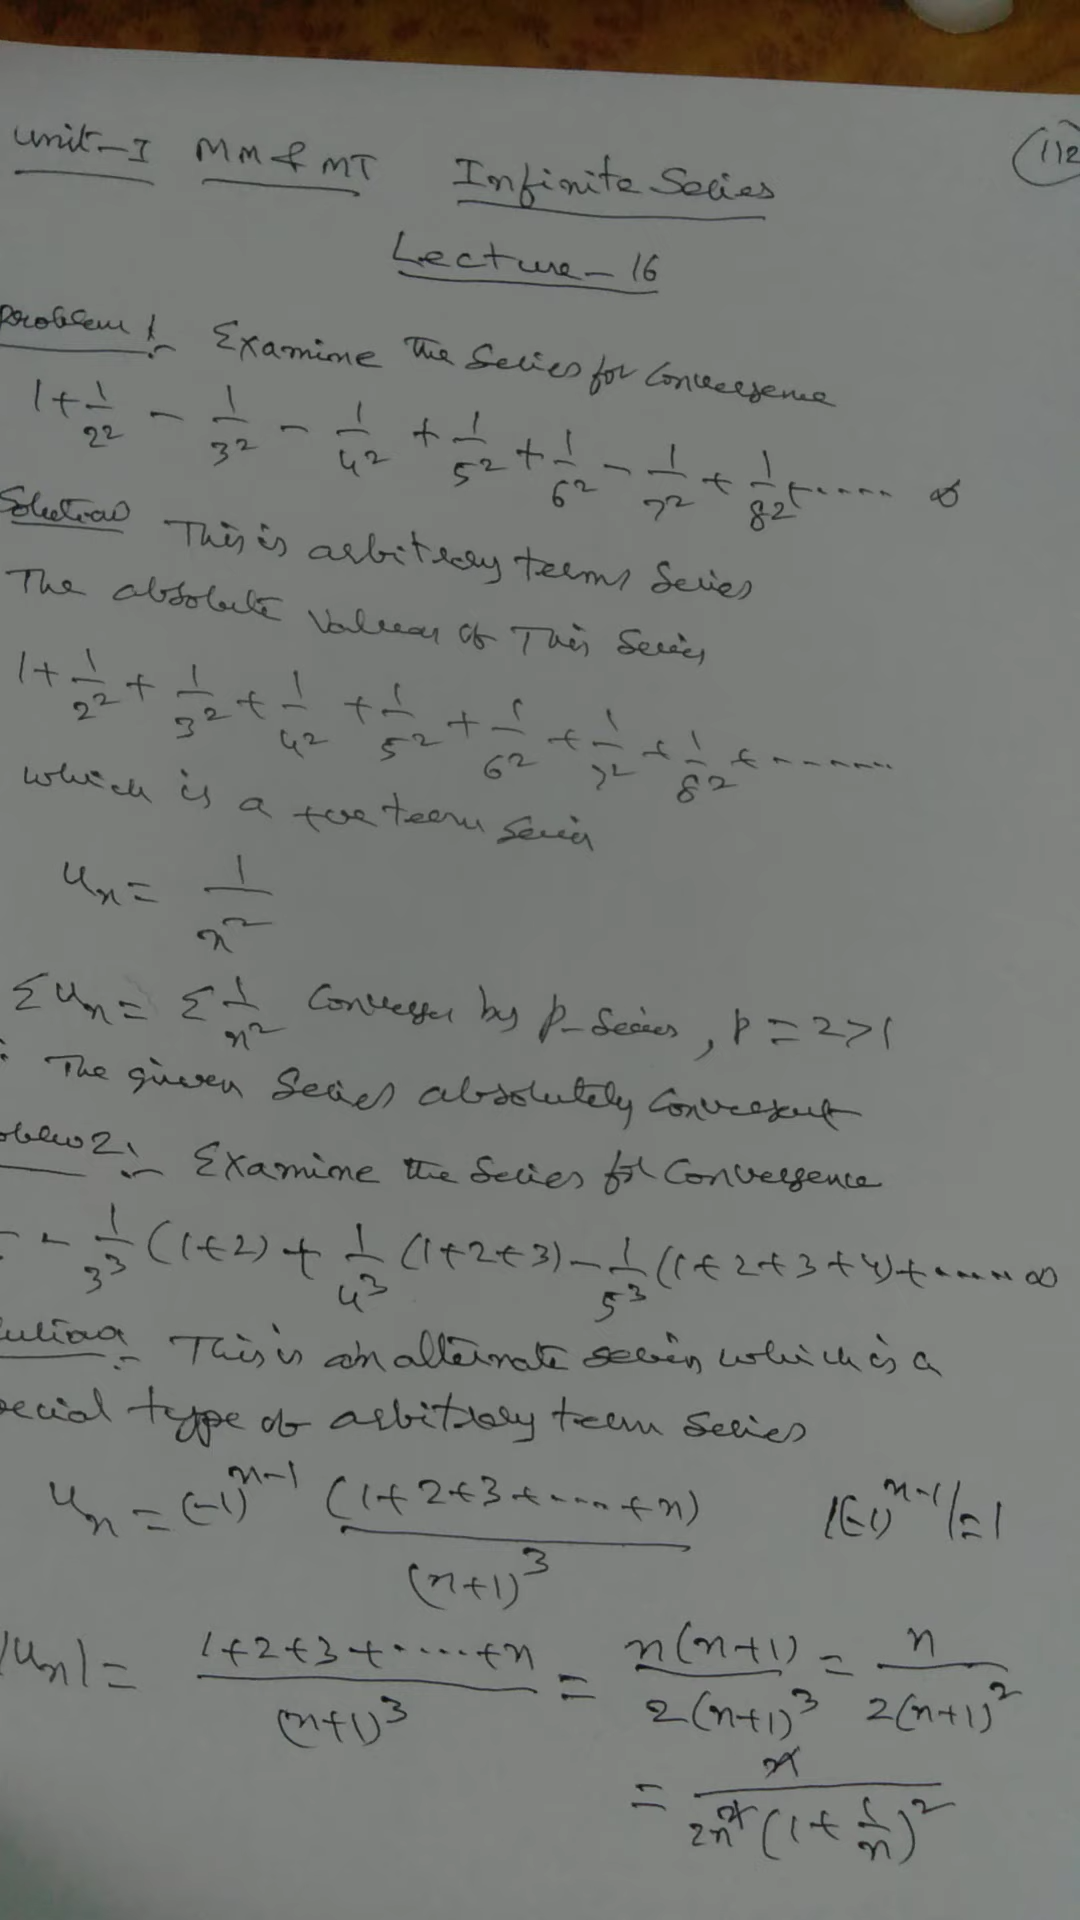 Unit-I MM & MT Infinite Series (112
Lecture-16
Problem 1:- Examine the Series for Convergence
1 + 1/2² - 1/3² - 1/4² + 1/5² + 1/6² - 1/7² + 1/8² + ..... ∞
Solution This is arbitrary terms Series
The absolute Values of This Series
1 + 1/2² + 1/3² + 1/4² + 1/5² + 1/6² + 1/7² + 1/8² + ......
which is a +ve term Series
uₙ = 1/n²
Σuₙ = Σ 1/n² Converges by p-Series, p = 2 > 1
∴ The given Series absolutely Convergent
oblem 2:- Examine the Series for Convergence
- 1/3³ (1+2) + 1/4³ (1+2+3) - 1/5³ (1+2+3+4) + ..... ∞
lution:- This is an alternate series which is a
pecial type of arbitrary term Series
uₙ = (-1)ⁿ⁻¹ (1+2+3+....+n)/(n+1)³ |(-1)ⁿ⁻¹| = 1
|uₙ| = 1+2+3+.....+n/(n+1)³ = n(n+1)/2(n+1)³ = n/2(n+1)²
= n/2n²(1+1/n)²